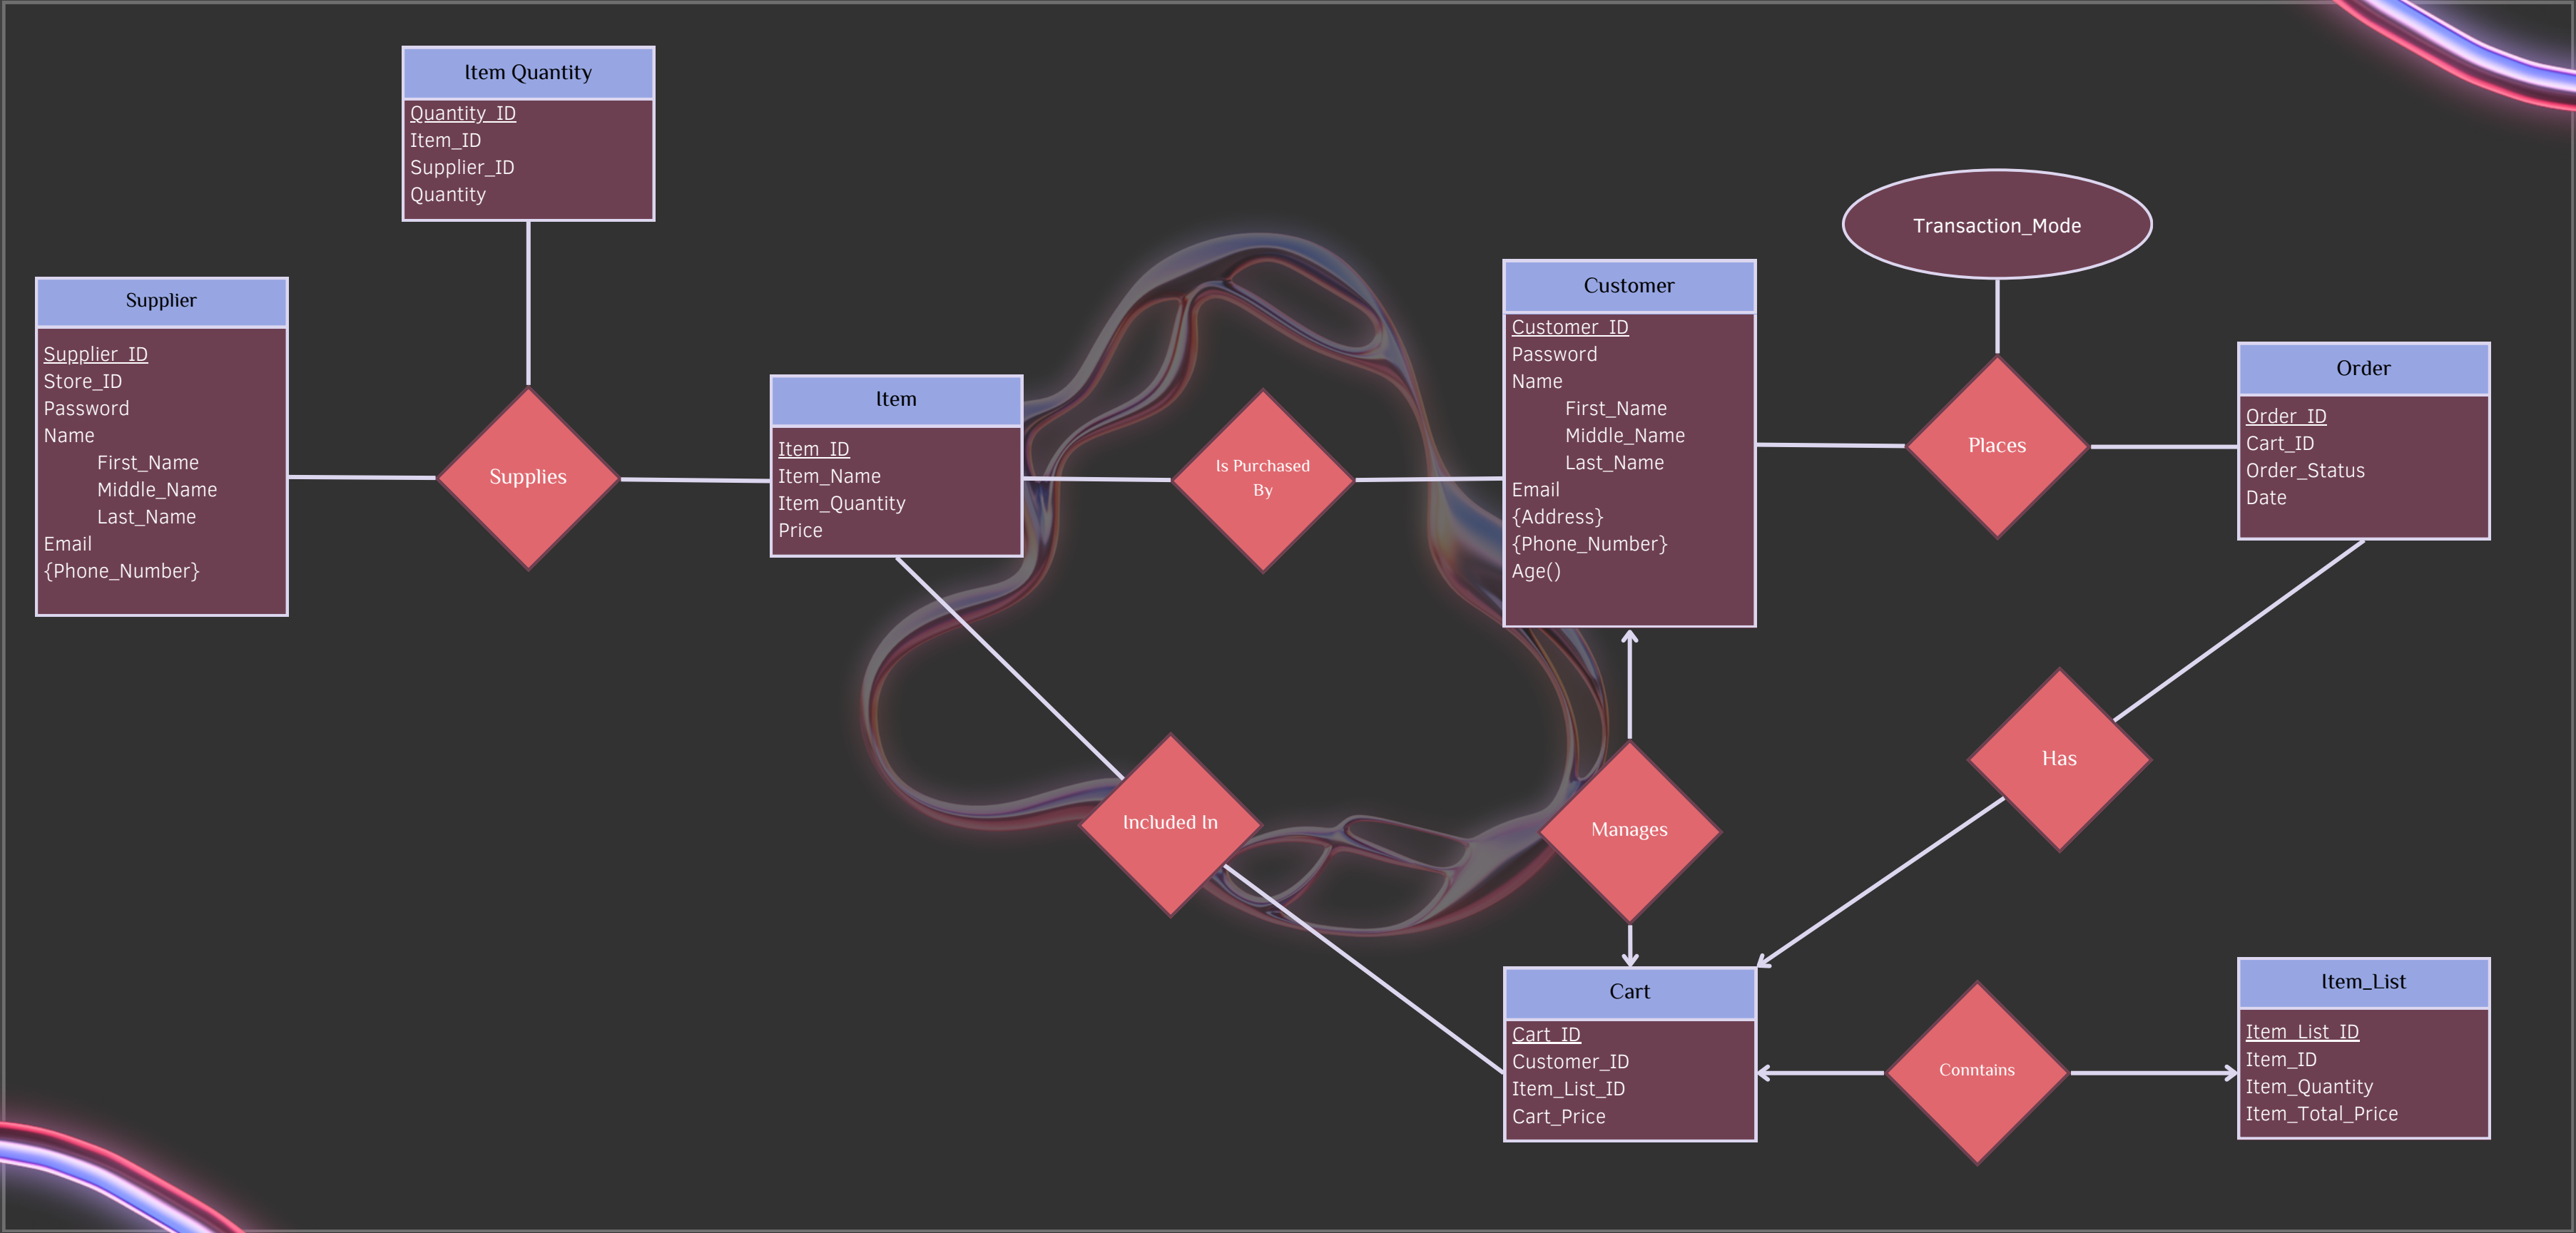 Item Quantity
Quantity_ID
Item_ID
Supplier_ID
Quantity
Supplier
Supplier_ID
Store_ID
Password
Name
First_Name
Middle_Name
Last_Name
Email
{Phone_Number}
Supplies
Item
Item_ID
Item_Name
Item_Quantity
Price
Is Purchased
By
Customer
Customer_ID
Password
Name
First_Name
Middle_Name
Last_Name
Email
{Address}
{Phone_Number}
Age()
Transaction_Mode
Places
Order
Order_ID
Cart_ID
Order_Status
Date
Included In
Manages
Has
Cart
Cart_ID
Customer_ID
Item_List_ID
Cart_Price
Conntains
Item_List
Item_List_ID
Item_ID
Item_Quantity
Item_Total_Price